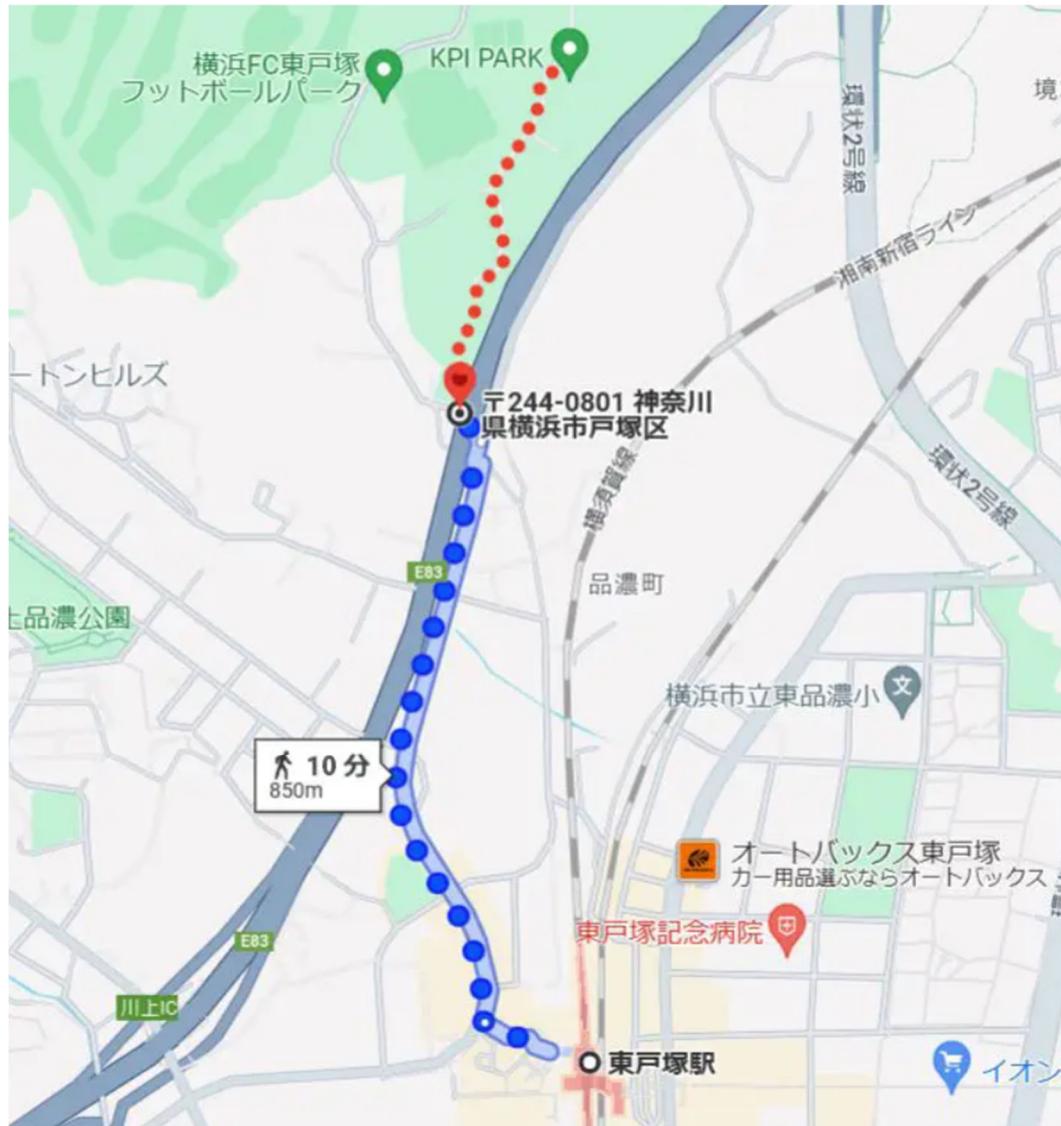 横浜FC東戸塚
フットボールパーク
KPI PARK
環状2号線
境
湘南新宿ライン
ートンヒルズ
〒244-0801 神奈川
県横浜市戸塚区
横須賀線
環状2号線
E83
品濃町
品濃公園
横浜市立東品濃小
文
10 分
850m
オートバックス東戸塚
カー用品選ぶならオートバックス
東戸塚記念病院
E83
川上IC
東戸塚駅
イオン